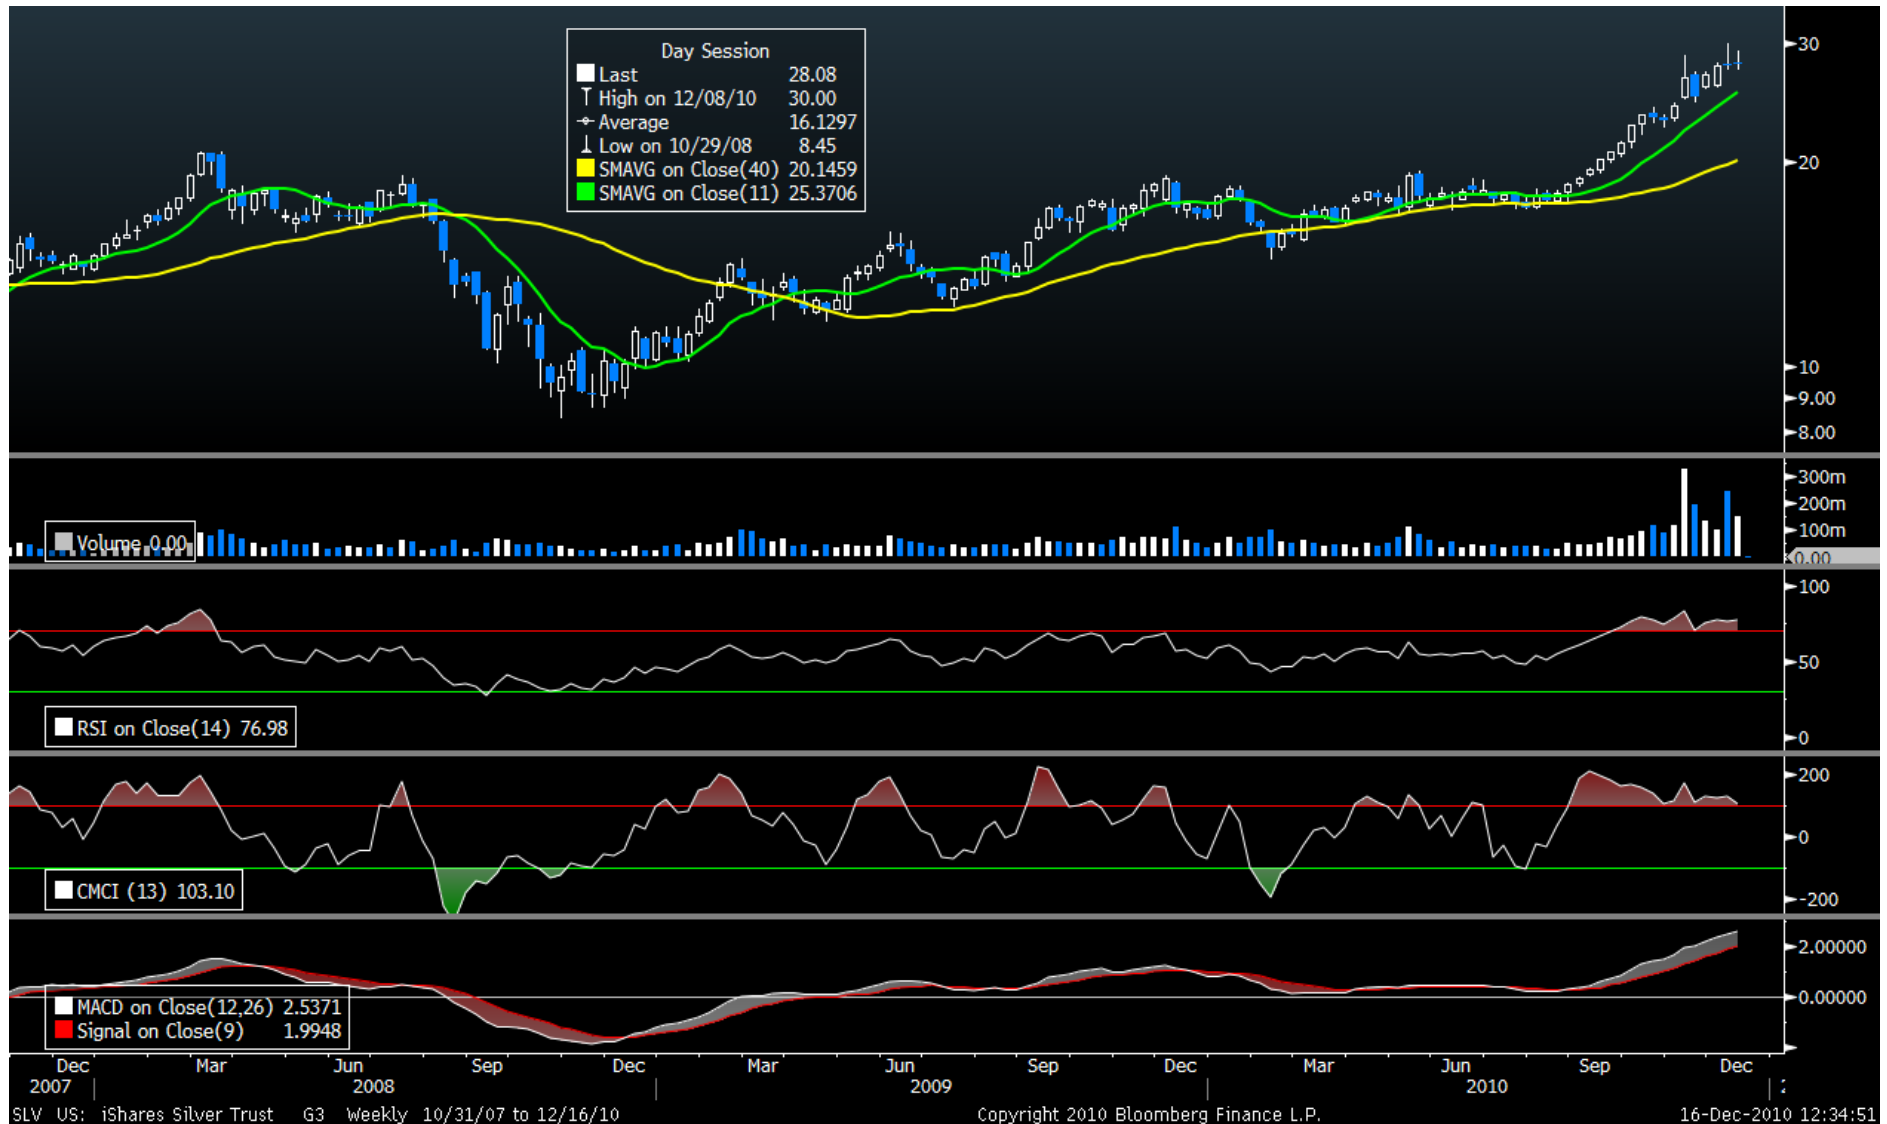 Day Session
Last 28.08
High on 12/08/10 30.00
Average 16.1297
Low on 10/29/08 8.45
SMAVG on Close(40) 20.1459
SMAVG on Close(11) 25.3706
30
20
10
9.00
8.00
Volume 0.00
300m
200m
100m
0.00
100
50
0
RSI on Close(14) 76.98
200
0
-200
CMCI (13) 103.10
2.00000
0.00000
MACD on Close(12,26) 2.5371
Signal on Close(9) 1.9948
Dec Mar Jun Sep Dec Mar Jun Sep Dec Mar Jun Sep Dec
2007 2008 2009 2010
SLV US: iShares Silver Trust G3 Weekly 10/31/07 to 12/16/10 Copyright 2010 Bloomberg Finance L.P. 16-Dec-2010 12:34:51